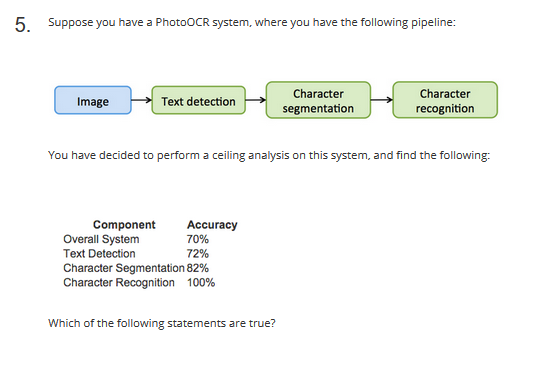 5. Suppose you have a PhotoOCR system, where you have the following pipeline:
Image
Text detection
Character
segmentation
Character
recognition
You have decided to perform a ceiling analysis on this system, and find the following:
Component Accuracy
Overall System 70%
Text Detection 72%
Character Segmentation 82%
Character Recognition 100%
Which of the following statements are true?